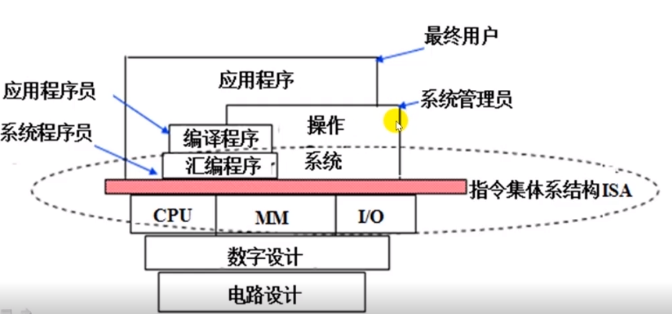 最终用户
应用程序
应用程序员
系统管理员
系统程序员
编译程序
操作
汇编程序
系统
指令集体系结构ISA
CPU
MM
I/O
数字设计
电路设计